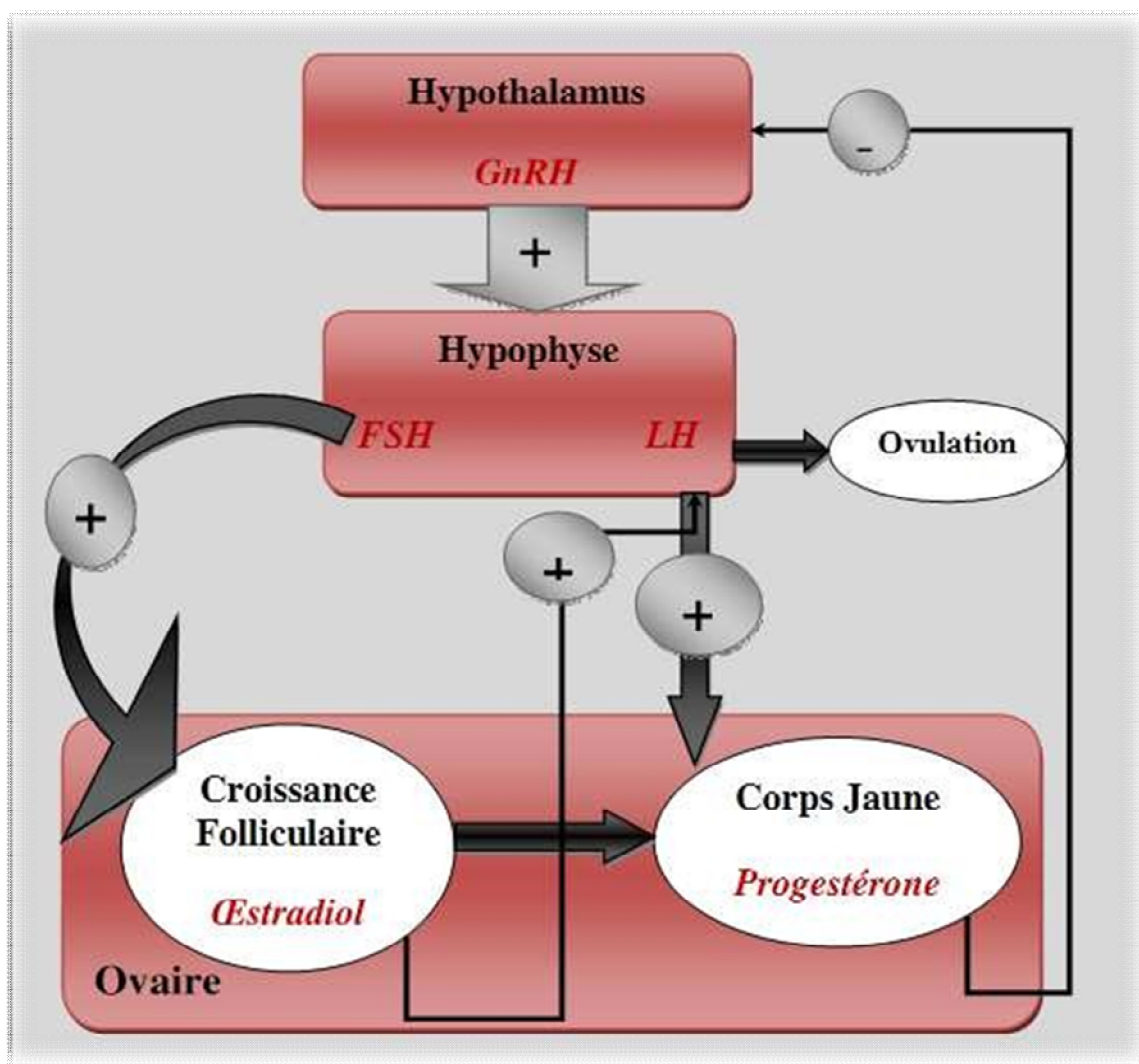 Hypothalamus
-
GnRH
+
Hypophyse
FSH
LH
Ovulation
+
+
+
Croissance
Folliculaire
Œstradiol
Corps Jaune
Progestérone
Ovaire